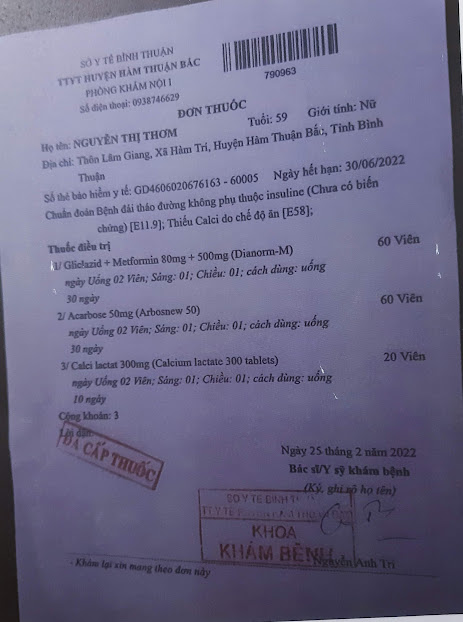 SỞ Y TẾ BÌNH THUẬN
TTYT HUYỆN HÀM THUẬN BẮC
PHÒNG KHÁM NỘI 1
Số điện thoại: 0938746629
790963
ĐƠN THUỐC
Họ tên: NGUYỄN THỊ THƠM Tuổi: 59 Giới tính: Nữ
Địa chỉ: Thôn Lâm Giang, Xã Hàm Trí, Huyện Hàm Thuận Bắc, Tỉnh Bình
Thuận
Số thẻ bảo hiểm y tế: GD4606020676163 - 60005 Ngày hết hạn: 30/06/2022
Chuẩn đoán Bệnh đái tháo đường không phụ thuộc insuline (Chưa có biến
chứng) [E11.9]; Thiếu Calci do chế độ ăn [E58];
Thuốc điều trị
1/ Gliclazid + Metformin 80mg + 500mg (Dianorm-M) 60 Viên
ngày Uống 02 Viên; Sáng: 01; Chiều: 01; cách dùng: uống
30 ngày
2/ Acarbose 50mg (Arbosnew 50) 60 Viên
ngày Uống 02 Viên; Sáng: 01; Chiều: 01; cách dùng: uống
30 ngày
3/ Calci lactat 300mg (Calcium lactate 300 tablets) 20 Viên
ngày Uống 02 Viên; Sáng: 01; Chiều: 01; cách dùng: uống
10 ngày
Cộng khoản: 3
Lời dặn:
ĐÃ CẤP THUỐC
Ngày 25 tháng 2 năm 2022
Bác sĩ/Y sỹ khám bệnh
(Ký, ghi rõ họ tên)
SỞ Y TẾ BÌNH
KHOA
KHÁM BỆNH
Nguyễn Anh Trí
- Khám lại xin mang theo đơn này